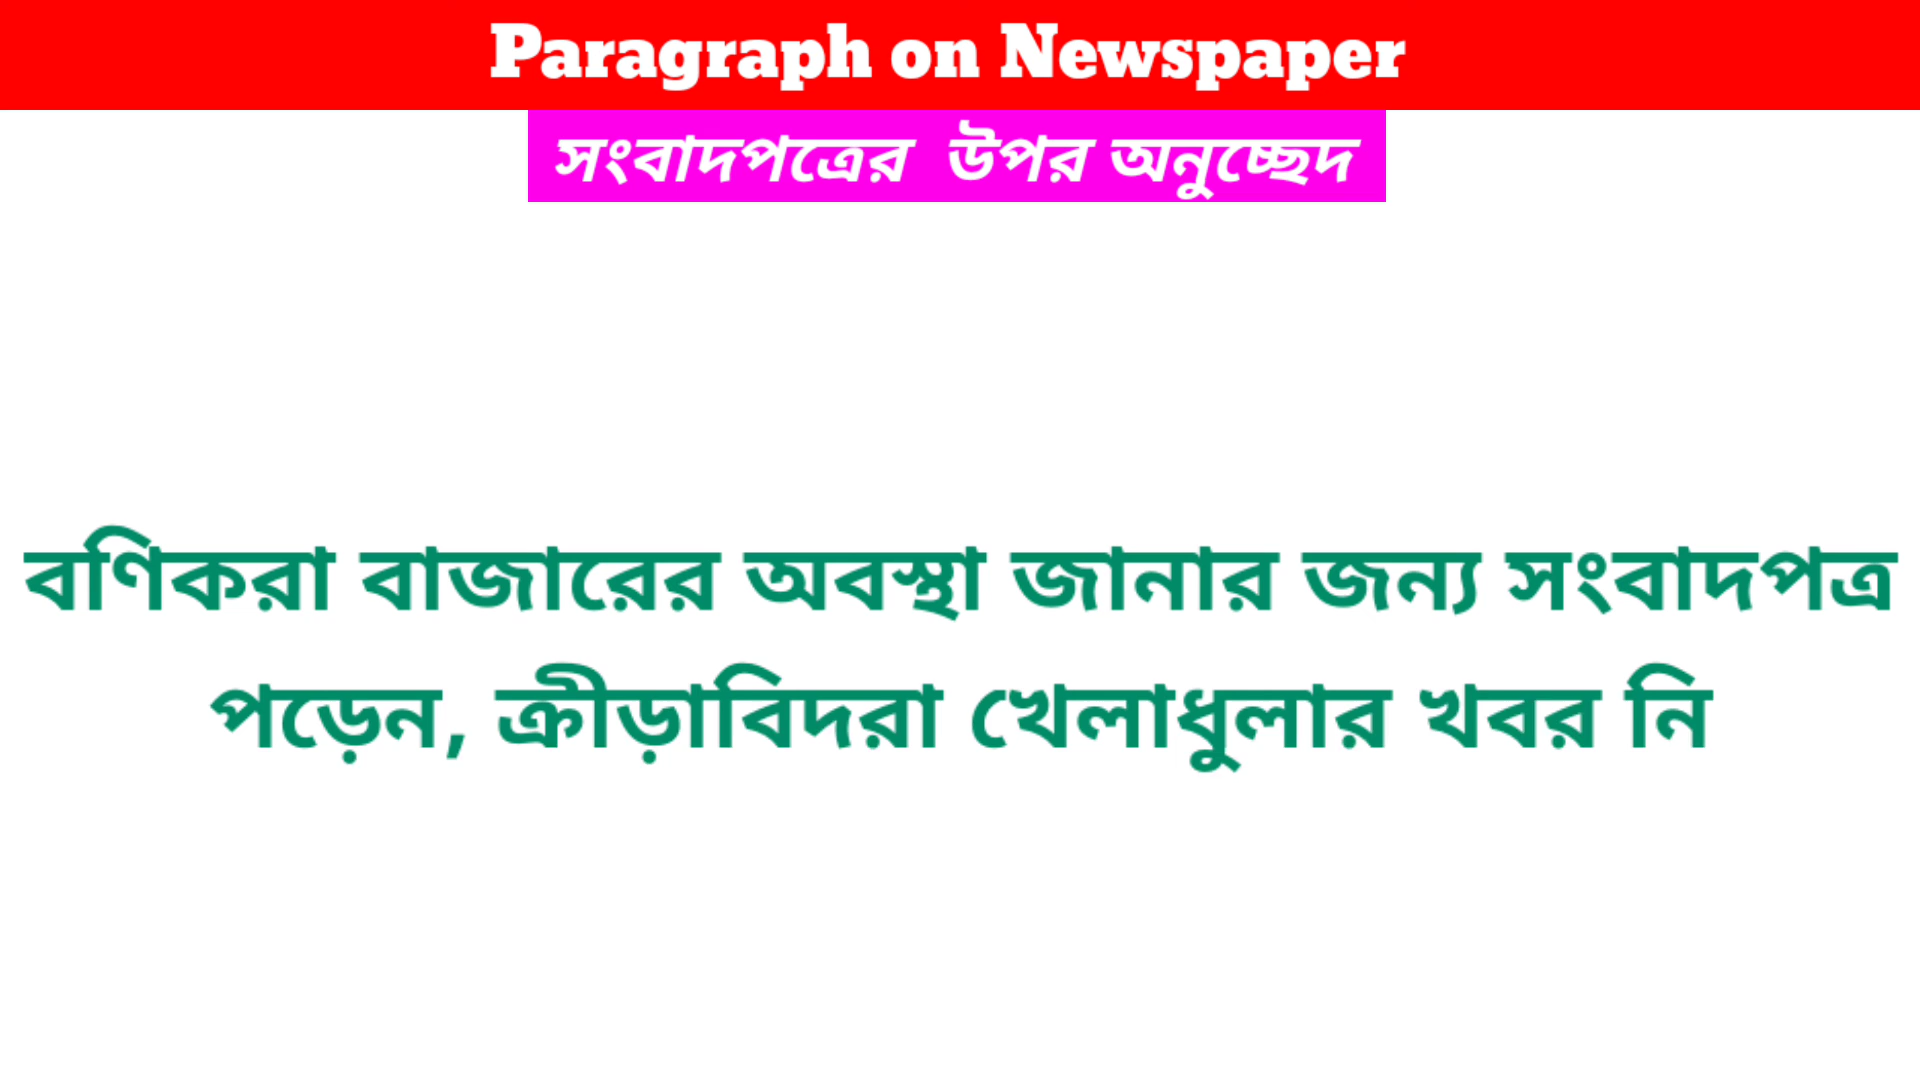 Paragraph on Newspaper
সংবাদপত্রের উপর অনুচ্ছেদ
বণিকরা বাজারের অবস্থা জানার জন্য সংবাদপত্র
পড়েন, ক্রীড়াবিদরা খেলাধুলার খবর নি